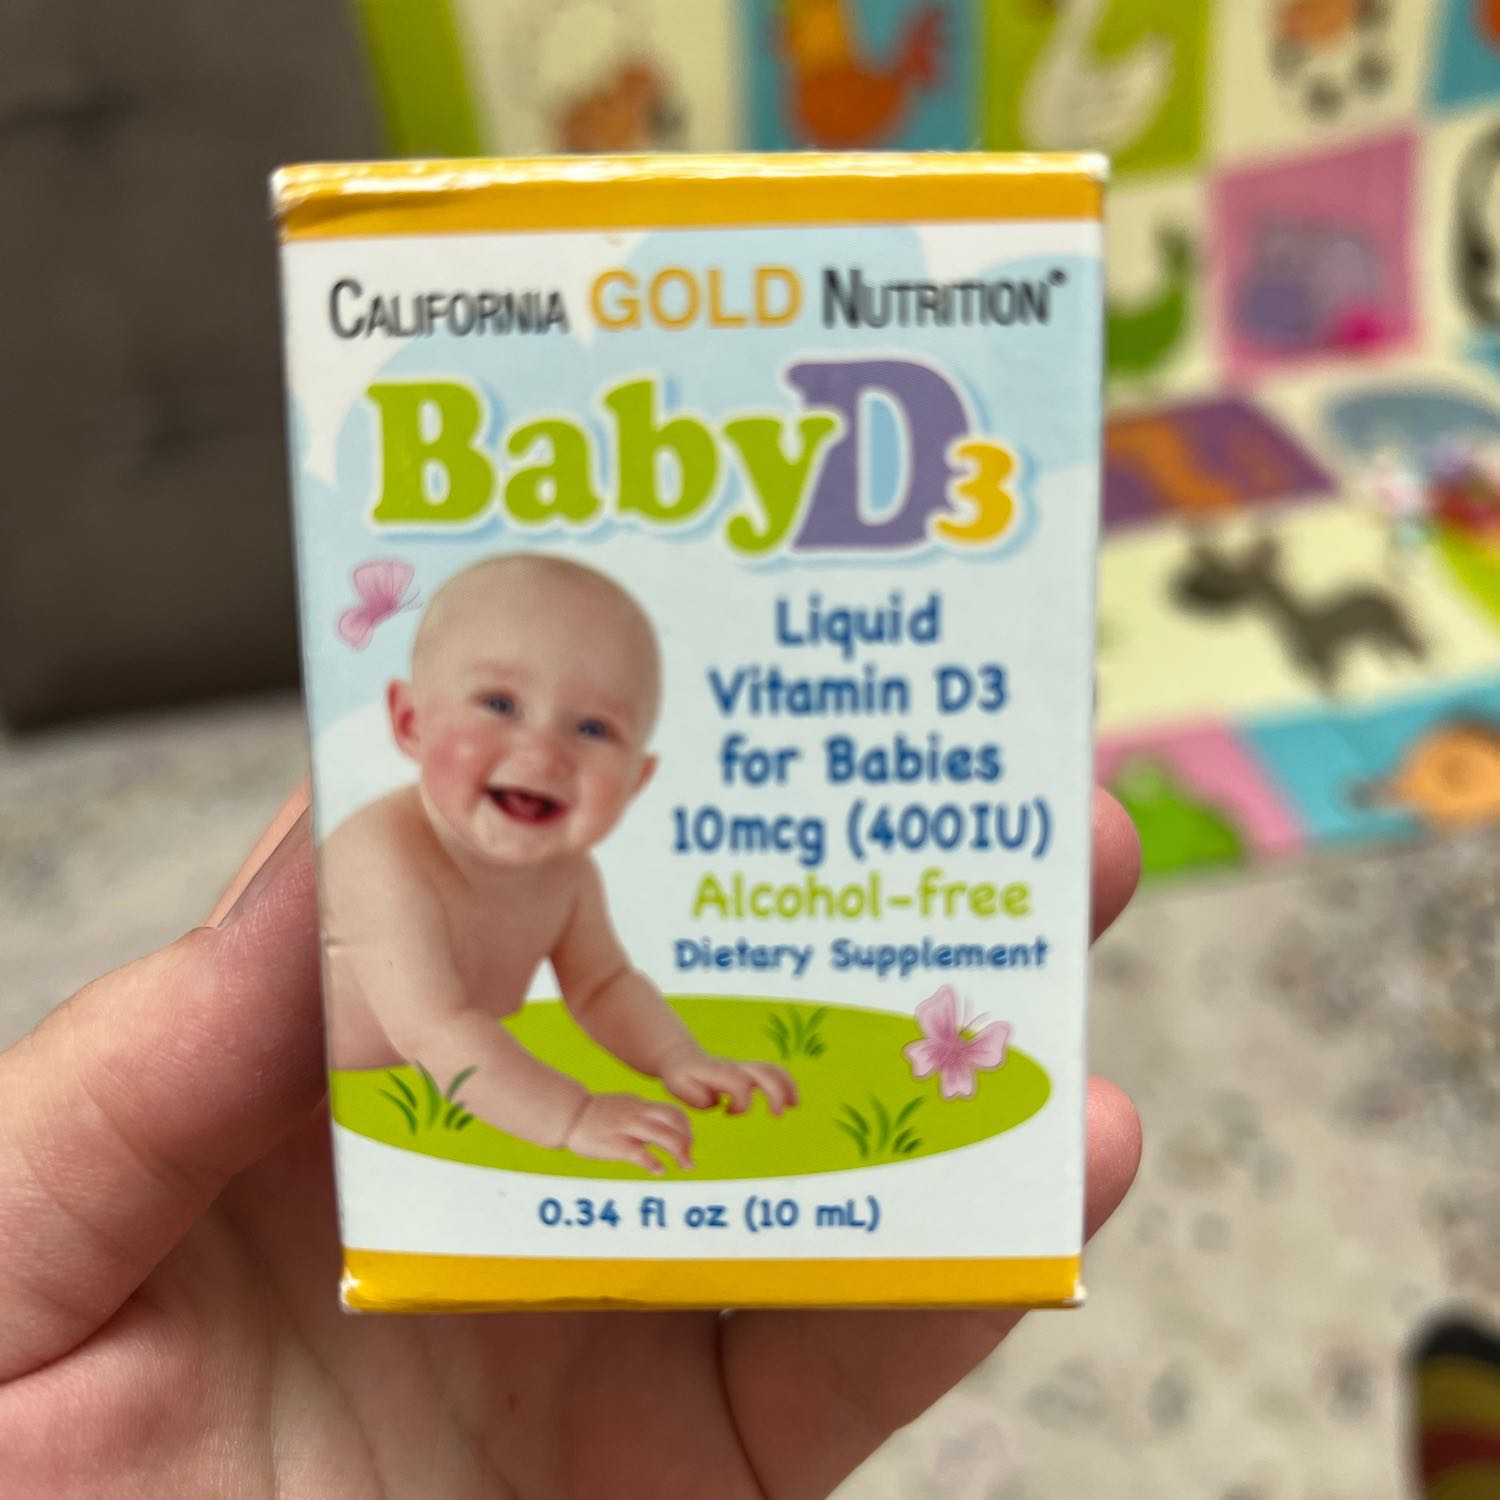 CALIFORNIA GOLD NUTRITION®
BabyD3
Liquid
Vitamin D3
for Babies
10mcg (400IU)
Alcohol-free
Dietary Supplement
0.34 fl oz (10 mL)